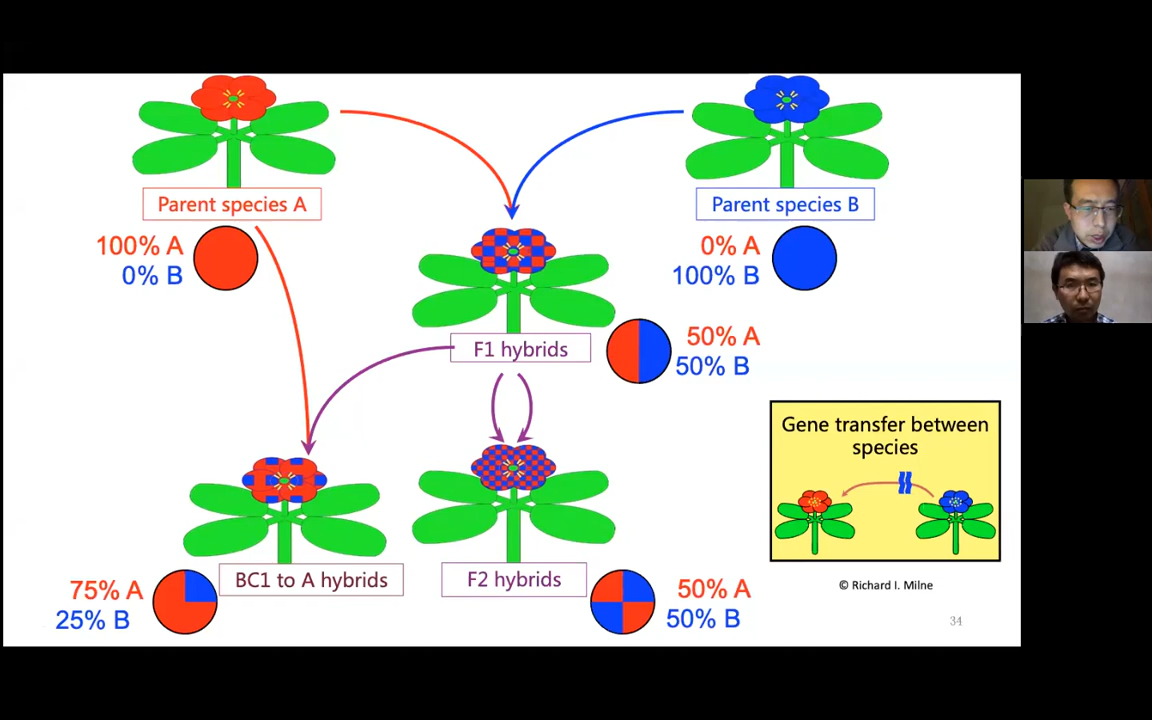 Parent species A
Parent species B
100% A
0% B
0% A
100% B
F1 hybrids
50% A
50% B
Gene transfer between
species
BC1 to A hybrids
75% A
25% B
F2 hybrids
50% A
50% B
© Richard I. Milne
34